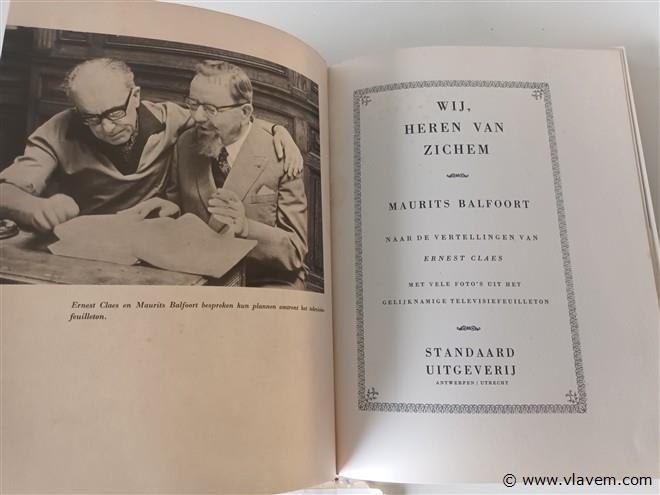 Ernest Claes en Maurits Balfoort bespreken hun plannen omtrent het televisie-
feuilleton.
WIJ,
HEREN VAN
ZICHEM
MAURITS BALFOORT
NAAR DE VERTELLINGEN VAN
ERNEST CLAES
MET VELE FOTO'S UIT HET
GELIJKNAMIGE TELEVISIEFEUILLETON
STANDAARD
UITGEVERIJ
ANTWERPEN / UTRECHT
© www.vlavem.com